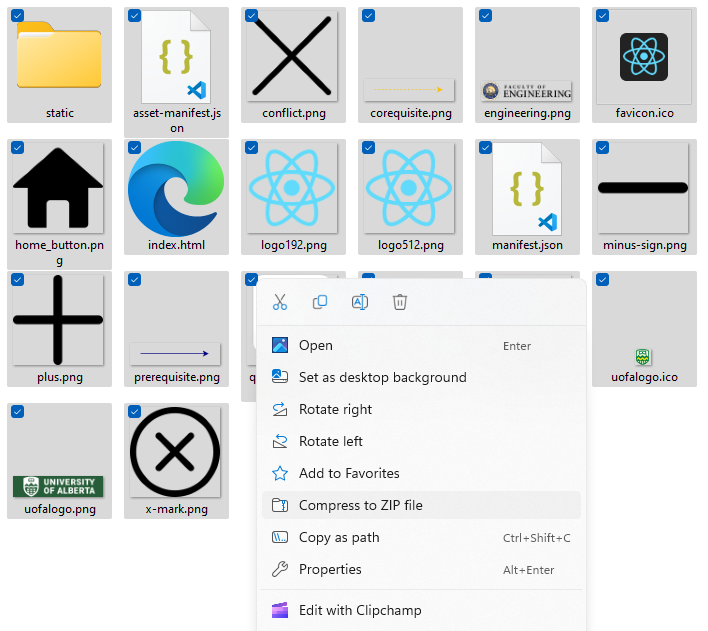 static
asset-manifest.js
on
conflict.png
corequisite.png
FACULTY OF
ENGINEERING
engineering.png
favicon.ico
home_button.pn
g
index.html
logo192.png
logo512.png
manifest.json
minus-sign.png
plus.png
prerequisite.png
q
uofalogo.ico
UNIVERSITY
OF ALBERTA
uofalogo.png
x-mark.png
Open Enter
Set as desktop background
Rotate right
Rotate left
Add to Favorites
Compress to ZIP file
Copy as path Ctrl+Shift+C
Properties Alt+Enter
Edit with Clipchamp